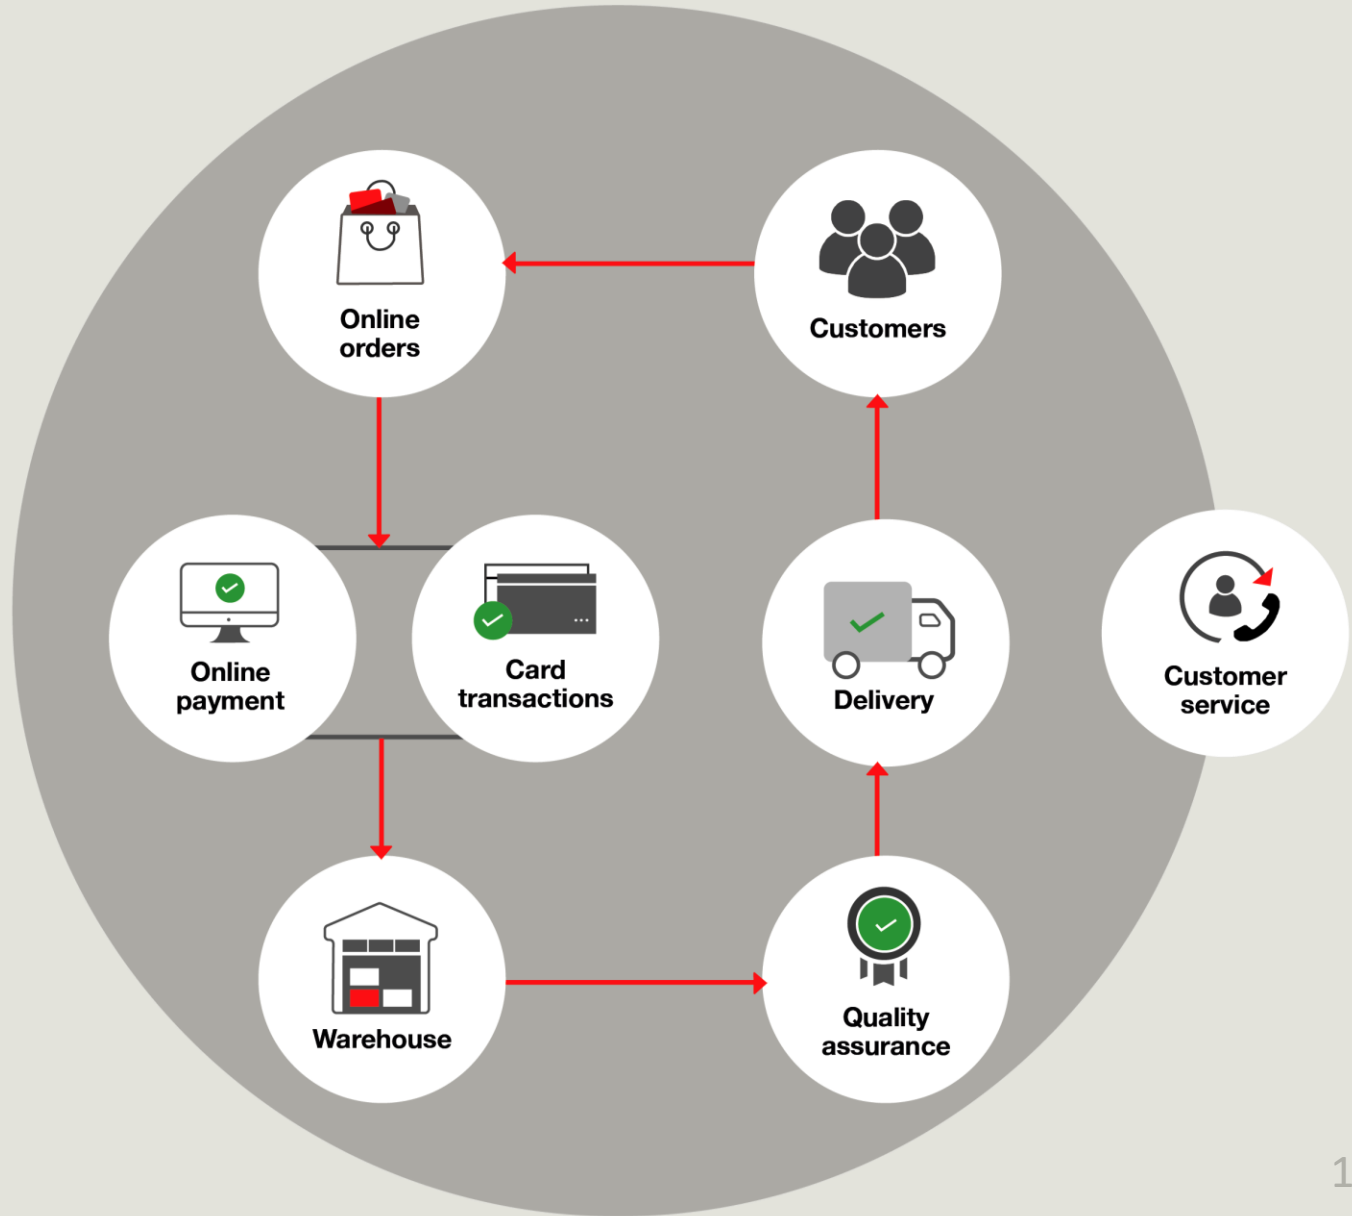 Online
orders
Customers
Online
payment
Card
transactions
Delivery
Customer
service
Warehouse
Quality
assurance
1